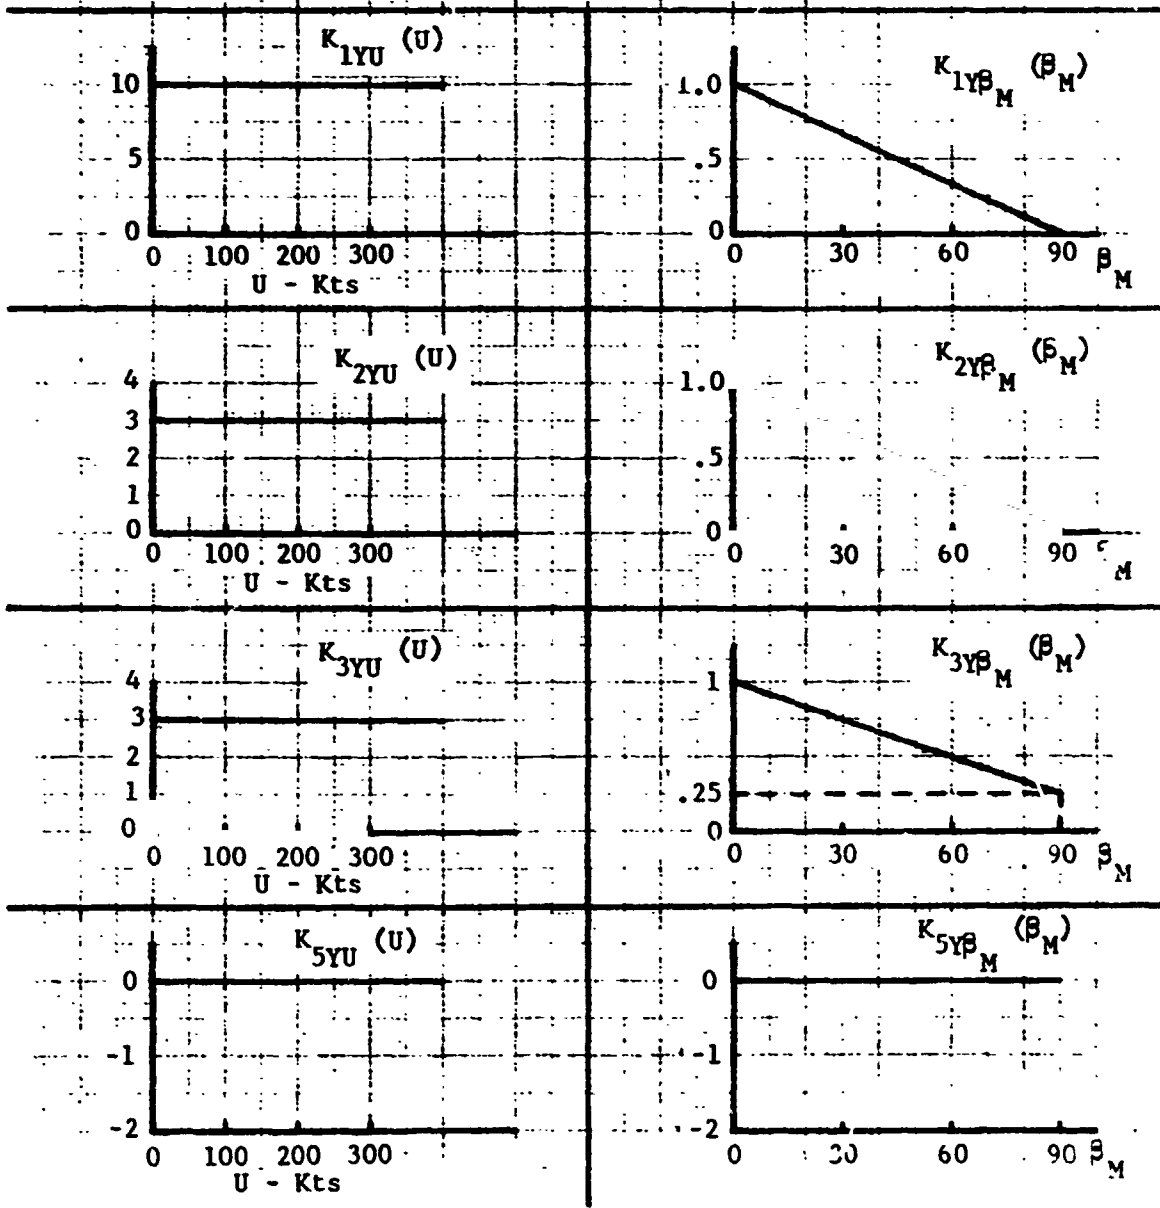 K1YU (U)
10
5
0
0 100 200 300
U - Kts
K1YβM (βM)
1.0
.5
0
0 30 60 90 βM
K2YU (U)
4
3
2
1
0
0 100 200 300
U - Kts
K2YβM (βM)
1.0
.5
0
0 30 60 90 M
K3YU (U)
4
3
2
1
0
0 100 200 300
U - Kts
K3YβM (βM)
1
.25
0
0 30 60 90 βM
K5YU (U)
0
-1
-2
0 100 200 300
U - Kts
K5YβM (βM)
0
-1
-2
0 30 60 90 βM